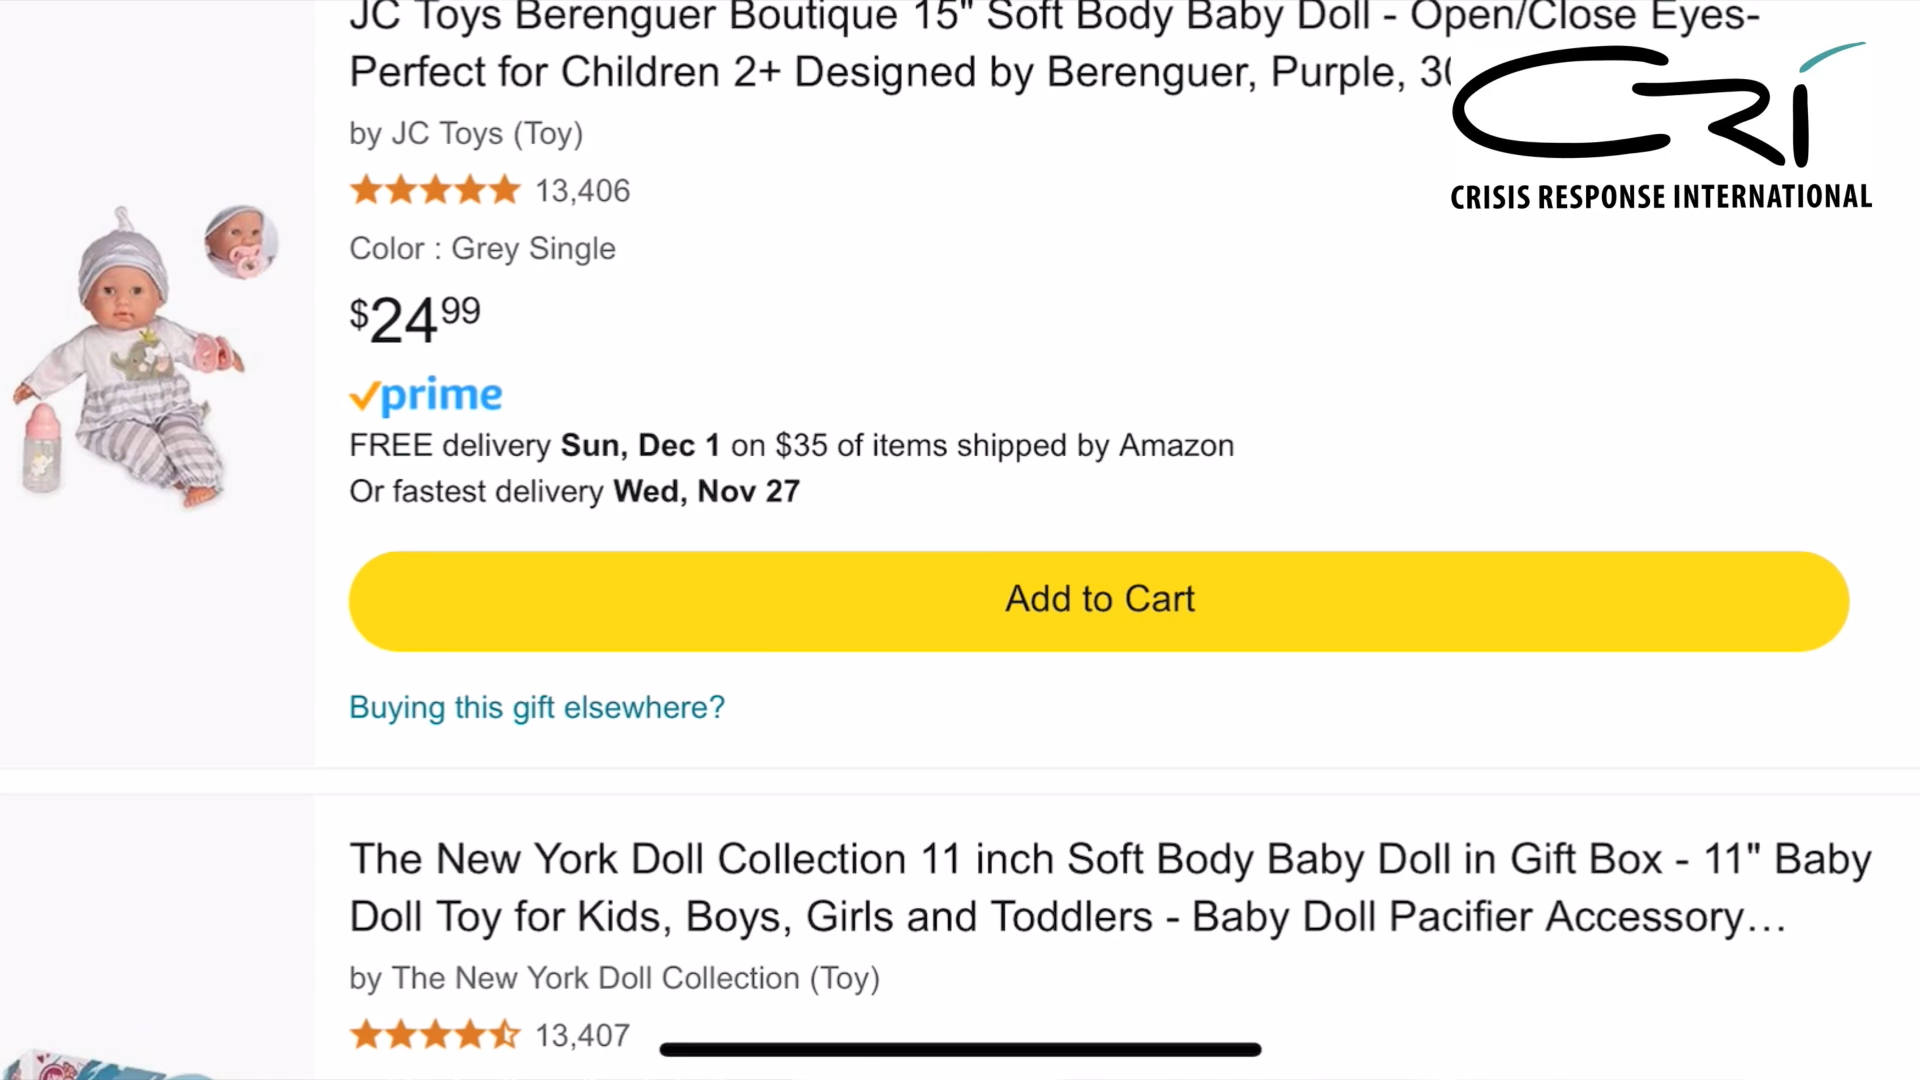 JC Toys Berenguer Boutique 15" Soft Body Baby Doll - Open/Close Eyes-
Perfect for Children 2+ Designed by Berenguer, Purple, 30
by JC Toys (Toy)
13,406
Color : Grey Single
$24.99
prime
FREE delivery Sun, Dec 1 on $35 of items shipped by Amazon
Or fastest delivery Wed, Nov 27
Add to Cart
Buying this gift elsewhere?
The New York Doll Collection 11 inch Soft Body Baby Doll in Gift Box - 11" Baby
Doll Toy for Kids, Boys, Girls and Toddlers - Baby Doll Pacifier Accessory…
by The New York Doll Collection (Toy)
13,407
CRI
CRISIS RESPONSE INTERNATIONAL